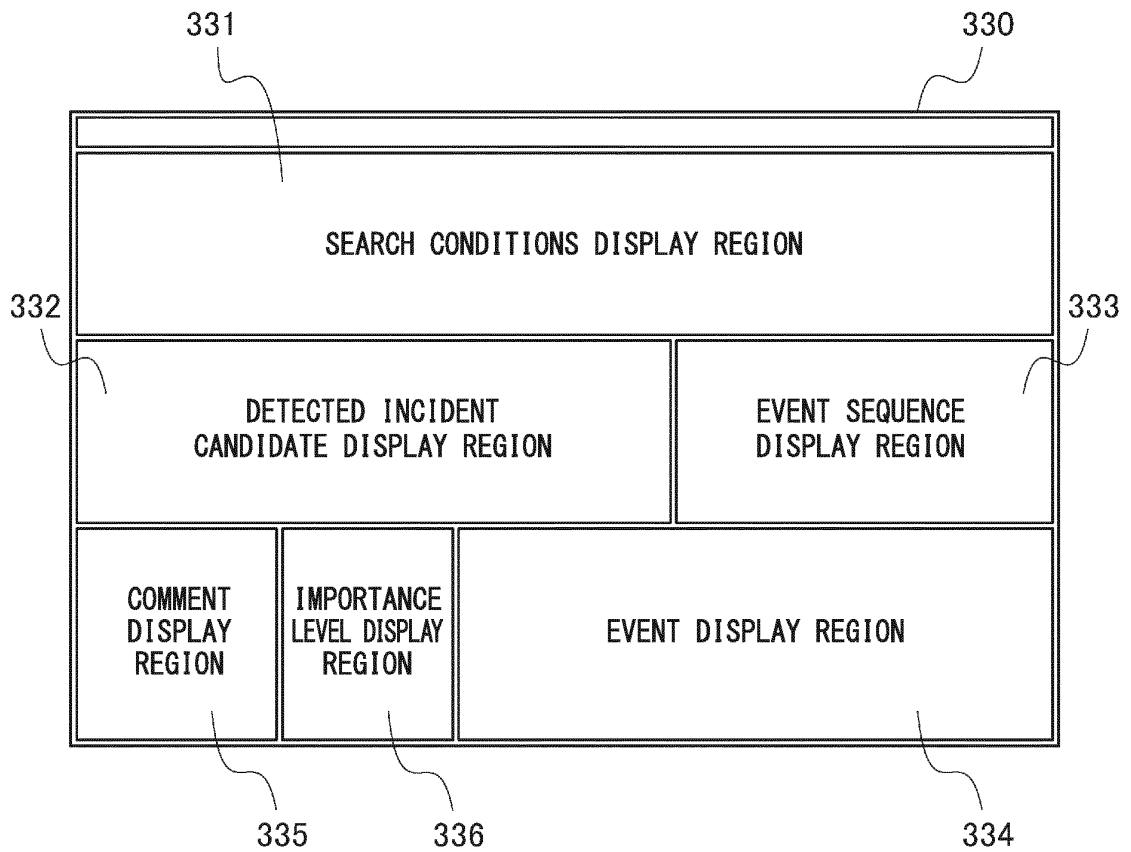 331
330
SEARCH CONDITIONS DISPLAY REGION
332
333
DETECTED INCIDENT
CANDIDATE DISPLAY REGION
EVENT SEQUENCE
DISPLAY REGION
COMMENT
DISPLAY
REGION
IMPORTANCE
LEVEL DISPLAY
REGION
EVENT DISPLAY REGION
335
336
334